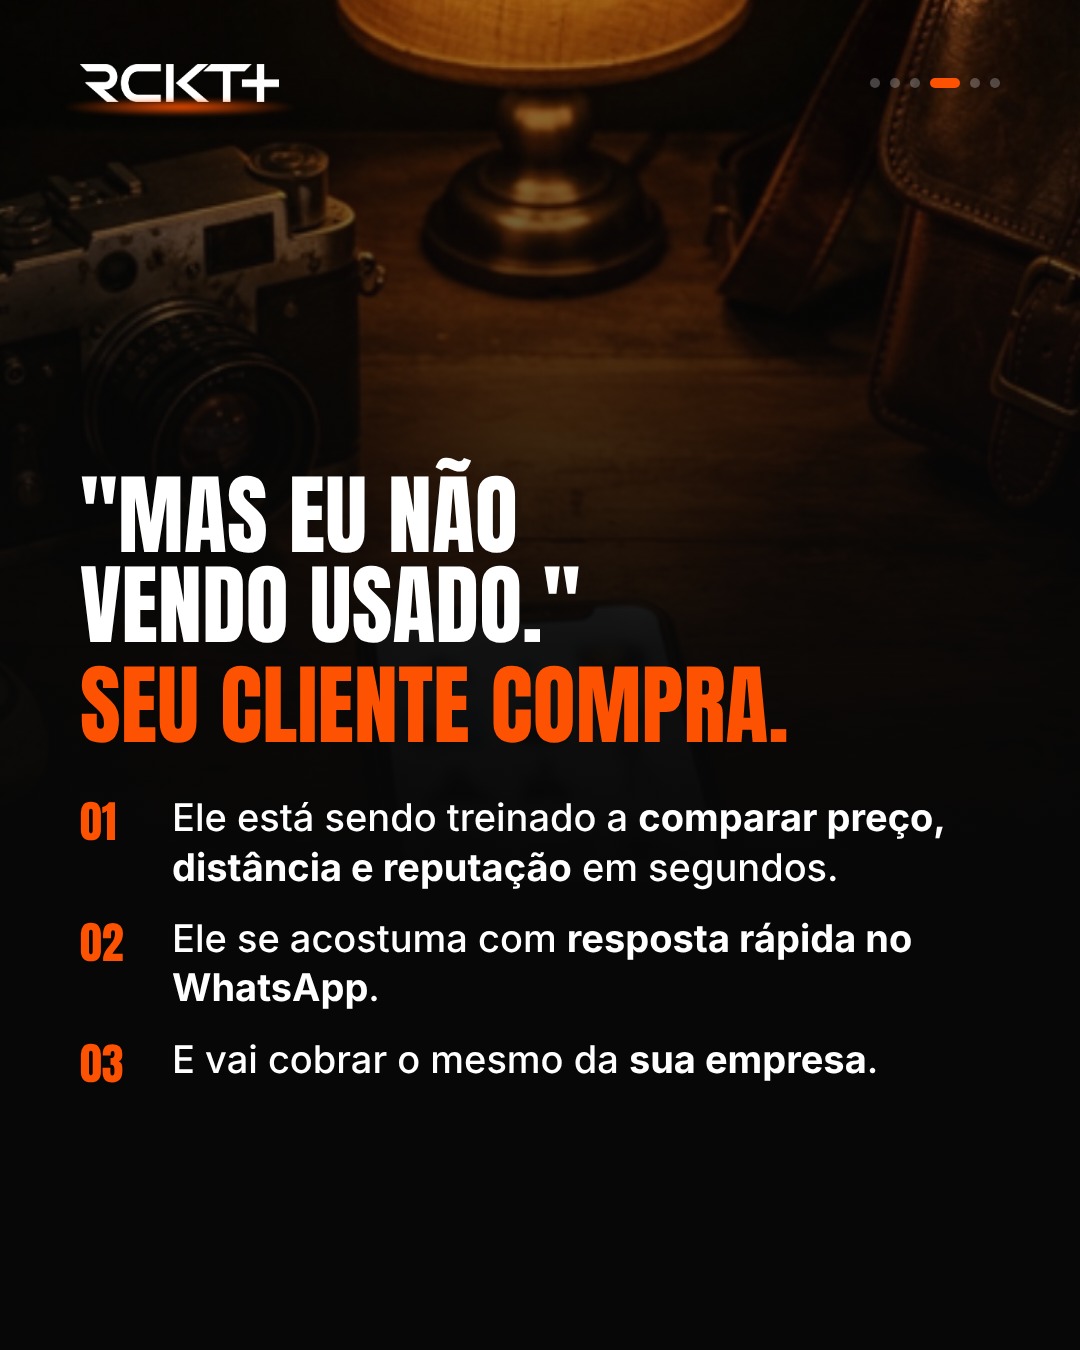 RCKT+
"MAS EU NÃO
VENDO USADO."
SEU CLIENTE COMPRA.
01 Ele está sendo treinado a comparar preço,
distância e reputação em segundos.
02 Ele se acostuma com resposta rápida no
WhatsApp.
03 E vai cobrar o mesmo da sua empresa.